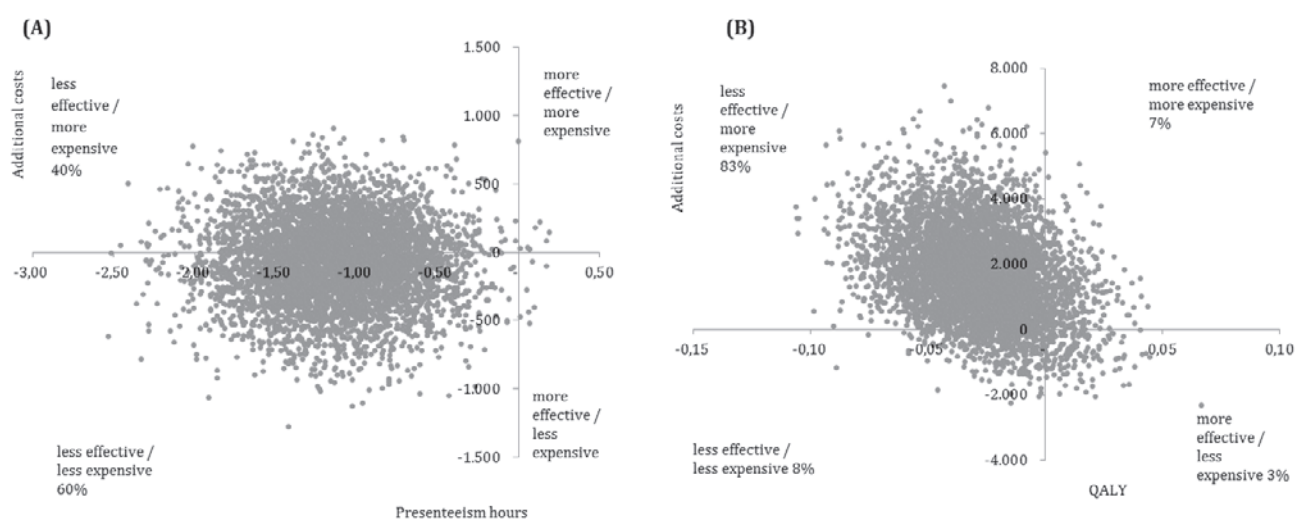 (A)
Additional costs
less
effective /
more
expensive
40%
more
effective /
more
expensive
1.500
1.000
500
0
-500
-1.000
-1.500
-3,00
-2,50
-2,00
-1,50
-1,00
-0,50
0,50
less effective /
less expensive
60%
more
effective /
less
expensive
Presenteeism hours
(B)
Additional costs
less
effective /
more
expensive
83%
more effective /
more expensive
7%
8.000
6.000
4.000
2.000
0
-2.000
-4.000
-0,15
-0,10
-0,05
-
0,05
0,10
less effective /
less expensive 8%
more
effective /
less
expensive 3%
QALY